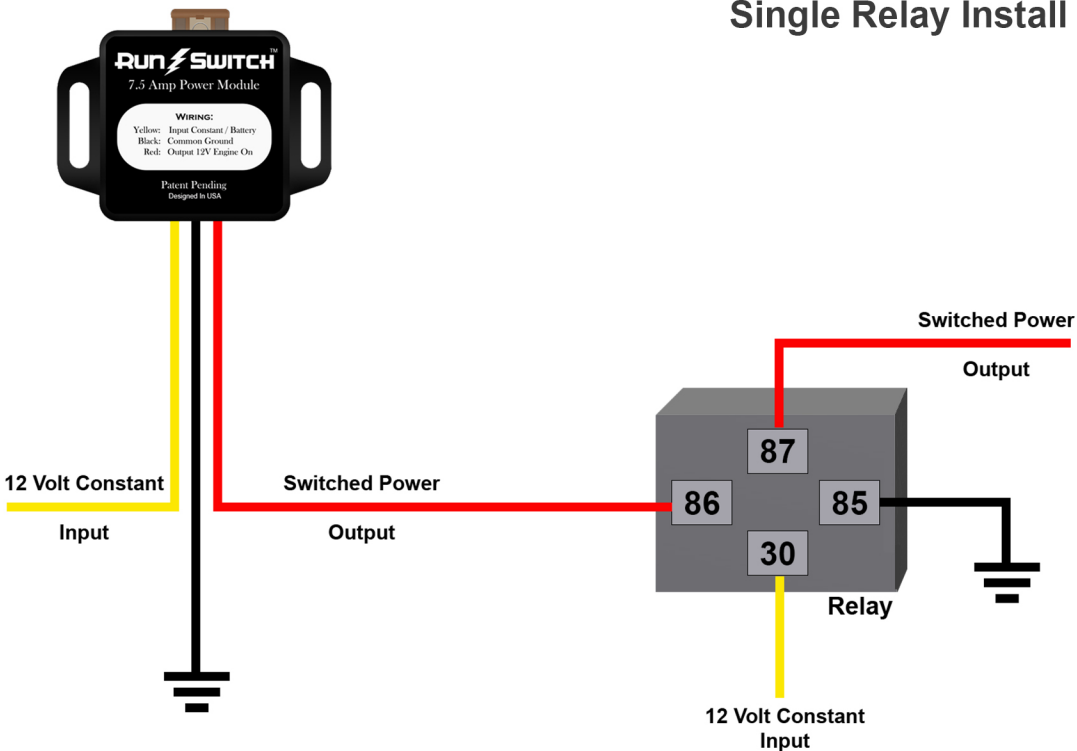 Single Relay Install
RUN SWITCH™
7.5 Amp Power Module
WIRING:
Yellow: Input Constant / Battery
Black: Common Ground
Red: Output 12V Engine On
Patent Pending
Designed In USA
Switched Power
Output
87
86
85
30
Relay
12 Volt Constant
Input
Switched Power
Output
12 Volt Constant
Input